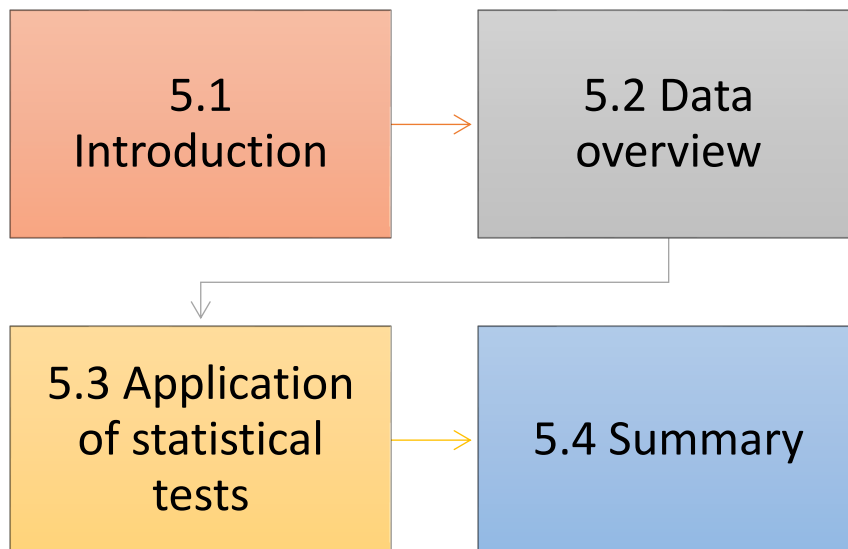 5.1
Introduction
5.2 Data
overview
5.3 Application
of statistical
tests
5.4 Summary